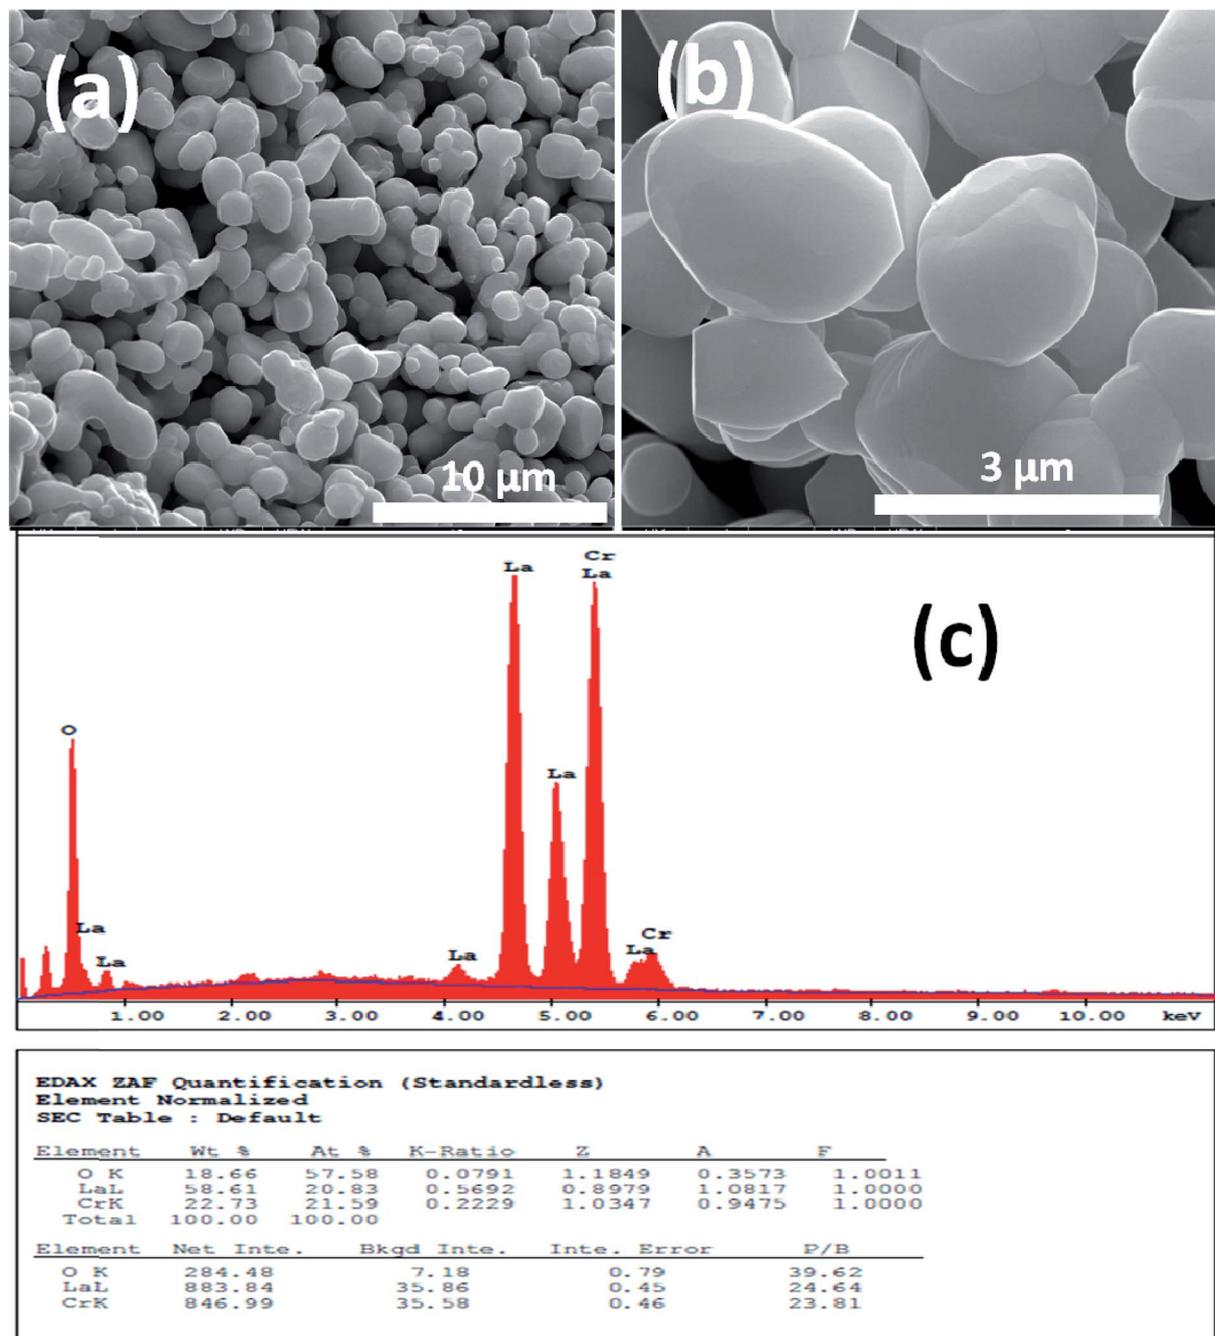 (a)
(b)
10 µm
3 µm
Cr
La
La
(c)
O
La
La
Cr
La
La
La
1.00 2.00 3.00 4.00 5.00 6.00 7.00 8.00 9.00 10.00 keV
EDAX ZAF Quantification (Standardless)
Element Normalized
SEC Table : Default
Element Wt % At % K-Ratio Z A F
O K 18.66 57.58 0.0791 1.1849 0.3573 1.0011
LaL 58.61 20.83 0.5692 0.8979 1.0817 1.0000
CrK 22.73 21.59 0.2229 1.0347 0.9475 1.0000
Total 100.00 100.00
Element Net Inte. Bkgd Inte. Inte. Error P/B
O K 284.48 7.18 0.79 39.62
LaL 883.84 35.86 0.45 24.64
CrK 846.99 35.58 0.46 23.81